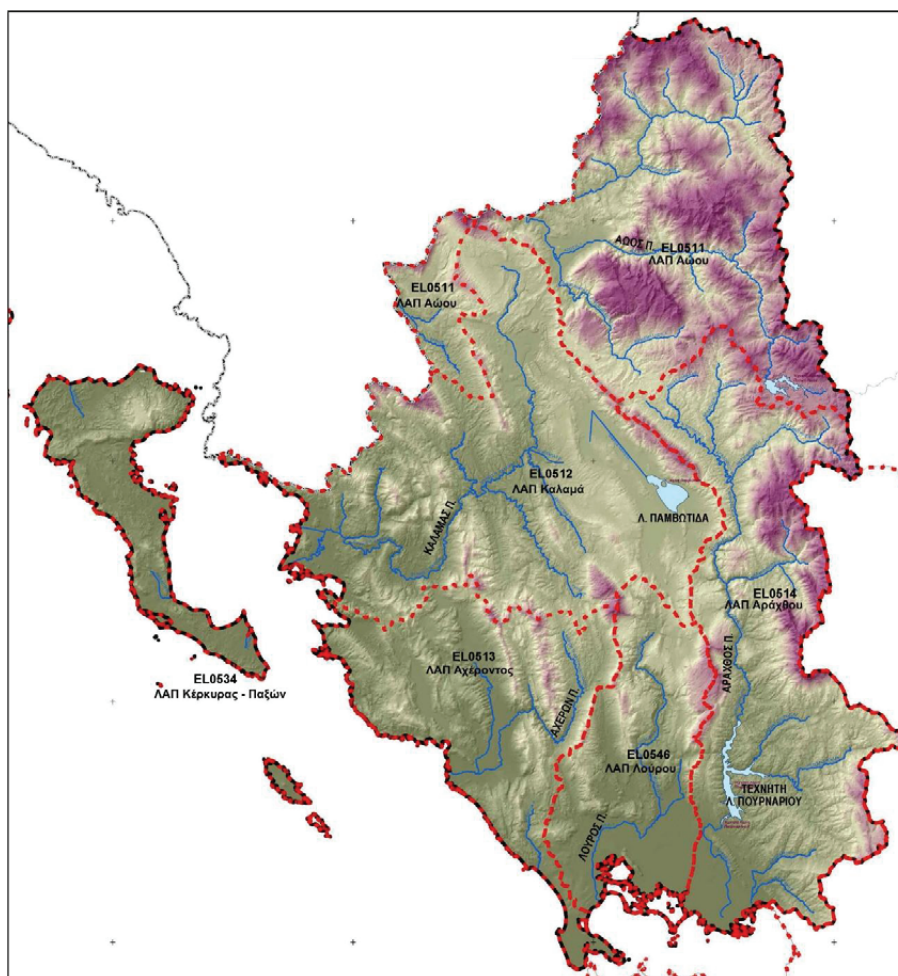 ΑΩΟΣ Π.
EL0511
ΛΑΠ Αώου
EL0511
ΛΑΠ Αώου
EL0512
ΛΑΠ Καλαμά
ΚΑΛΑΜΑΣ Π.
Λ. ΠΑΜΒΩΤΙΔΑ
EL0514
ΛΑΠ Αράχθου
ΑΡΑΧΘΟΣ Π.
EL0513
ΛΑΠ Αχέροντος
ΑΧΕΡΩΝ Π.
EL0534
ΛΑΠ Κέρκυρας - Παξών
EL0546
ΛΑΠ Λούρου
ΛΟΥΡΟΣ Π.
ΤΕΧΝΗΤΗ
Λ. ΠΟΥΡΝΑΡΙΟΥ